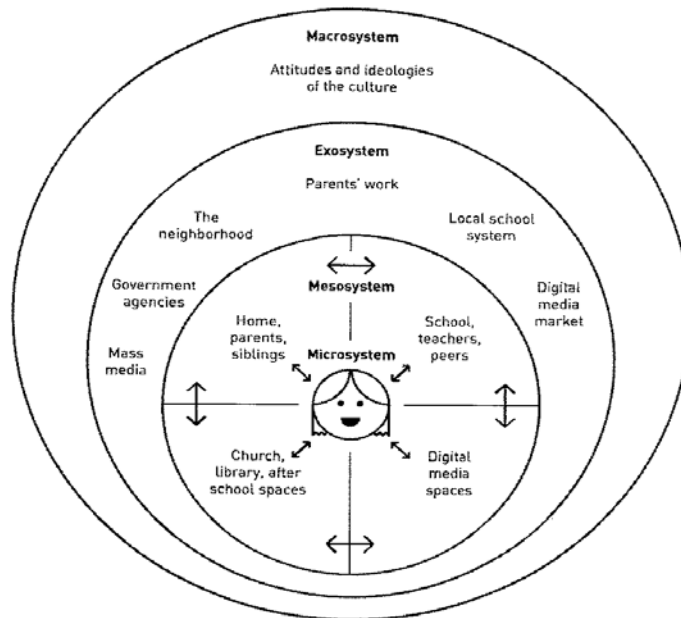 Macrosystem
Attitudes and ideologies
of the culture
Exosystem
Parents' work
The
neighborhood
Local school
system
Government
agencies
Mesosystem
Digital
media
market
Mass
media
Home,
parents,
siblings
Microsystem
School,
teachers,
peers
Church,
library, after
school spaces
Digital
media
spaces